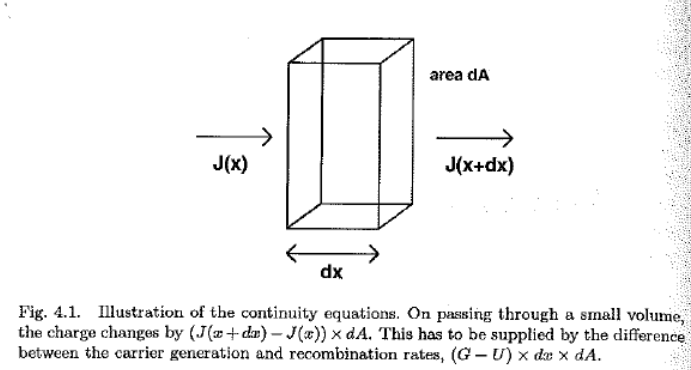 area dA
J(x)
J(x+dx)
dx
Fig. 4.1. Illustration of the continuity equations. On passing through a small volume,
the charge changes by (J(x + dx) − J(x)) × dA. This has to be supplied by the difference
between the carrier generation and recombination rates, (G − U) × dx × dA.